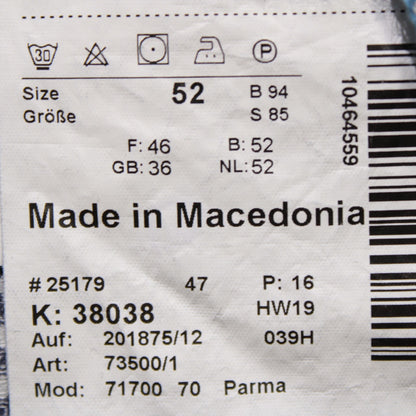 30 P
Size 52 B 94
Größe S 85
F: 46 B: 52
GB: 36 NL: 52
10464559
Made in Macedonia
# 25179 47 P: 16
K: 38038 HW19
Auf: 201875/12 039H
Art: 73500/1
Mod: 71700 70 Parma